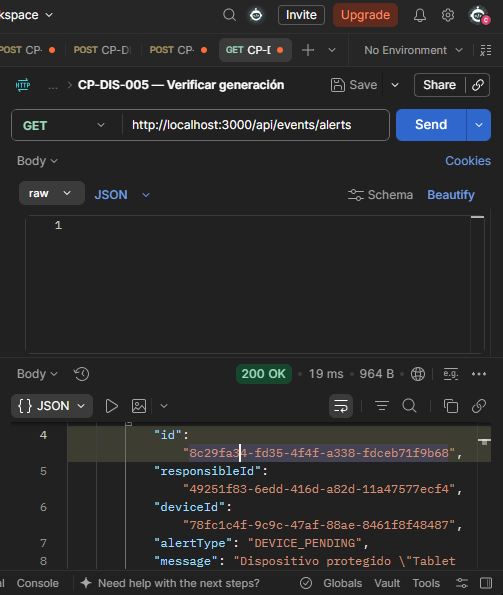 kspace
Invite
Upgrade
POST CP-
POST CP-DI
POST CP-
GET CP-D
No Environment
HTTP
... > CP-DIS-005 — Verificar generación
Save
Share
GET
http://localhost:3000/api/events/alerts
Send
Body
Cookies
raw
JSON
Schema
Beautify
1
Body
200 OK • 19 ms • 964 B
e.g.
{} JSON
4 "id":
"8c29fa34-fd35-4f4f-a338-fdceb71f9b68",
5 "responsibleId":
"49251f83-6edd-416d-a82d-11a47577ecf4",
6 "deviceId":
"78fc1c4f-9c9c-47af-88ae-8461f8f48487",
7 "alertType": "DEVICE_PENDING",
8 "message": "Dispositivo protegido \"Tablet
Console
Need help with the next steps?
Globals
Vault
Tools